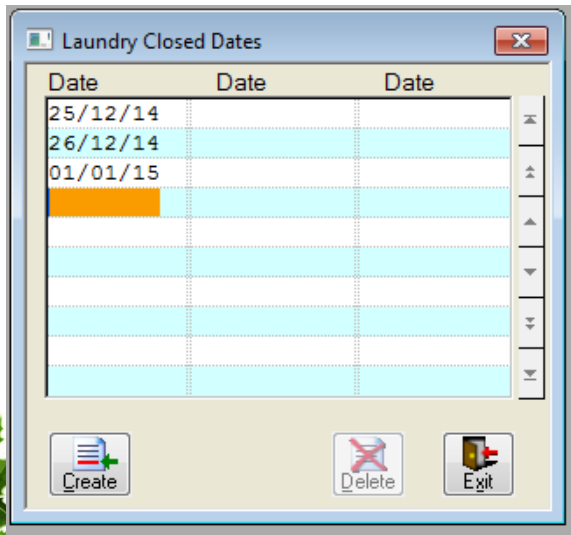 Laundry Closed Dates
Date Date Date
25/12/14
26/12/14
01/01/15
Create Delete Exit